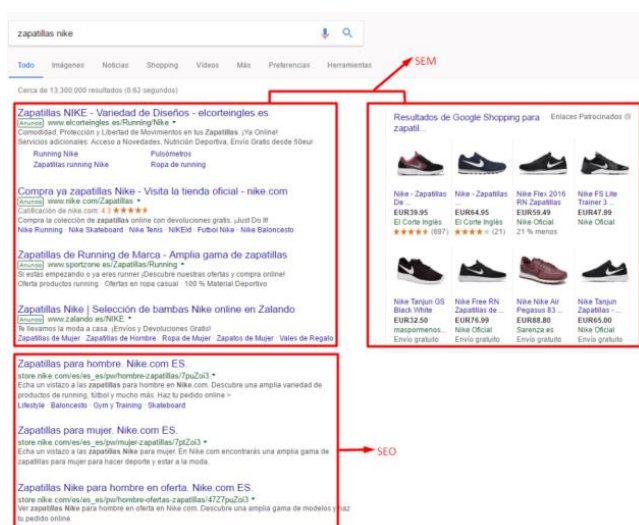 zapatillas nike
Todo Imágenes Noticias Shopping Vídeos Más Preferencias Herramientas
SEM
Cerca de 13.300.000 resultados (0.62 segundos)
Zapatillas NIKE - Variedad de Diseños - elcorteingles.es
Anuncio www.elcorteingles.es/Running/Nike
Comodidad, Protección y Libertad de Movimientos en tus Zapatillas. ¡Ya Online!
Servicios adicionales: Acceso a Novedades, Nutrición Deportiva, Envío Gratis desde 50eur
Running Nike Pulsómetros
Zapatillas running Nike Ropa de running
Compra ya zapatillas Nike - Visita la tienda oficial - nike.com
Anuncio www.nike.com/Zapatillas
Calificación de nike.com: 4.3 ★★★★★
Compra la colección de zapatillas online con devoluciones gratis. ¡Just Do It!
Nike Running · Nike Skateboard · Nike Tenis · NIKEiD · Futbol Nike · Nike Baloncesto
Zapatillas de Running de Marca - Amplia gama de zapatillas
Anuncio www.sportzone.es/Zapatillas/Running
Si estás empezando o ya eres runner ¡Descubre nuestras ofertas y compra online!
Oferta productos running · Ofertas en ropa casual · 100 % Material Deportivo
Zapatillas Nike | Selección de bambas Nike online en Zalando
Anuncio www.zalando.es/NIKE
Te llevamos la moda a casa. ¡Envíos y Devoluciones Gratis!
Zapatillas de Mujer · Zapatillas de Hombre · Ropa de Mujer · Zapatos de Mujer · Vales de Regalo
Resultados de Google Shopping para zapatil... Enlaces Patrocinados
Nike - Zapatillas De ...
EUR39.95
El Corte Inglés
★★★★★ (697)
Nike - Zapatillas ...
EUR64.95
El Corte Inglés
★★★★★ (21)
Nike Flex 2016 RN Zapatillas
EUR59.49
Nike Oficial
21 % menos
Nike FS Lite Trainer 3 ...
EUR47.99
Nike Oficial
Nike Tanjun GS Black White
EUR32.50
maspormenos...
Envío gratuito
Nike Free RN Zapatillas de ...
EUR76.99
Nike Oficial
Envío gratuito
Nike Nike Air Pegasus 83 ...
EUR88.80
Sarenza.es
Envío gratuito
Nike Tanjun Zapatillas - ...
EUR65.00
Nike Oficial
Envío gratuito
Zapatillas para hombre. Nike.com ES.
store.nike.com/es/es_es/pw/hombre-zapatillas/7puZoi3
Echa un vistazo a las zapatillas para hombre en Nike.com. Descubre una amplia variedad de
productos de running, fútbol y mucho más. Haz tu pedido online >
Lifestyle · Baloncesto · Gym y Training · Skateboard
Zapatillas para mujer. Nike.com ES.
store.nike.com/es/es_es/pw/mujer-zapatillas/7ptZoi3
Echa un vistazo a las zapatillas Nike para mujer. En Nike.com encontrarás una amplia gama de
zapatillas para mujer para hacer deporte y estar a la moda.
SEO
Zapatillas Nike para hombre en oferta. Nike.com ES.
store.nike.com/es/es_es/pw/hombre-ofertas-zapatillas/47Z7puZoi3
Ver zapatillas Nike para hombre en oferta en Nike.com. Descubre una amplia gama de modelos y haz
tu pedido online.